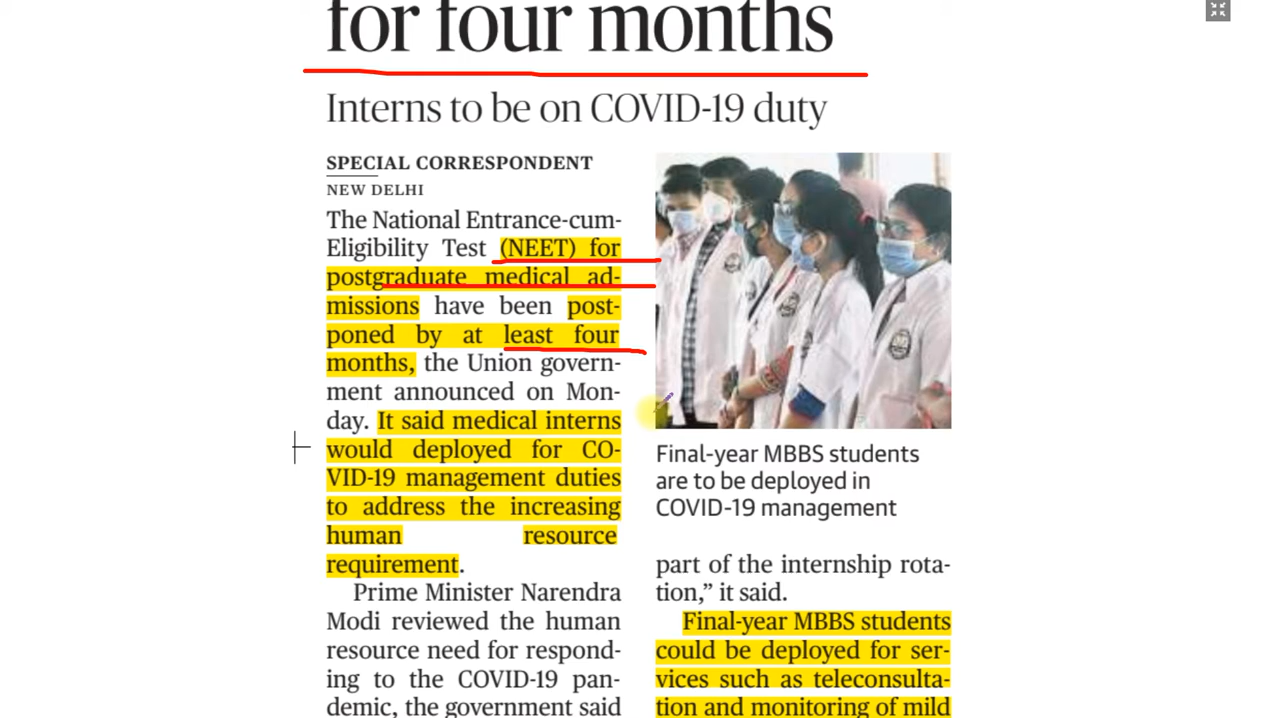 for four months
Interns to be on COVID-19 duty
SPECIAL CORRESPONDENT
NEW DELHI
The National Entrance-cum-
Eligibility Test (NEET) for
postgraduate medical ad-
missions have been post-
poned by at least four
months, the Union govern-
ment announced on Mon-
day. It said medical interns
would deployed for CO-
VID-19 management duties
to address the increasing
human resource
requirement.
Prime Minister Narendra
Modi reviewed the human
resource need for respond-
ing to the COVID-19 pan-
demic, the government said
Final-year MBBS students
are to be deployed in
COVID-19 management
part of the internship rota-
tion,” it said.
Final-year MBBS students
could be deployed for ser-
vices such as teleconsulta-
tion and monitoring of mild